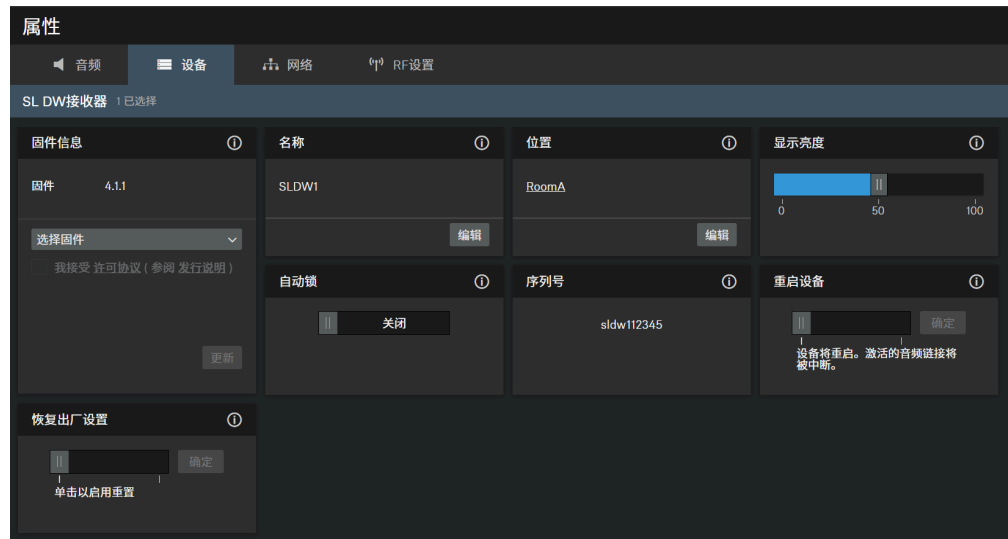 属性
音频
设备
网络
RF设置
SL DW接收器 1 已选择
固件信息
固件 4.1.1
选择固件
我接受 许可协议 ( 参阅 发行说明 )
更新
名称
SLDW1
编辑
位置
RoomA
编辑
显示亮度
0 50 100
自动锁
关闭
序列号
sldw112345
重启设备
确定
设备将重启。激活的音频链接将
被中断。
恢复出厂设置
确定
单击以启用重置